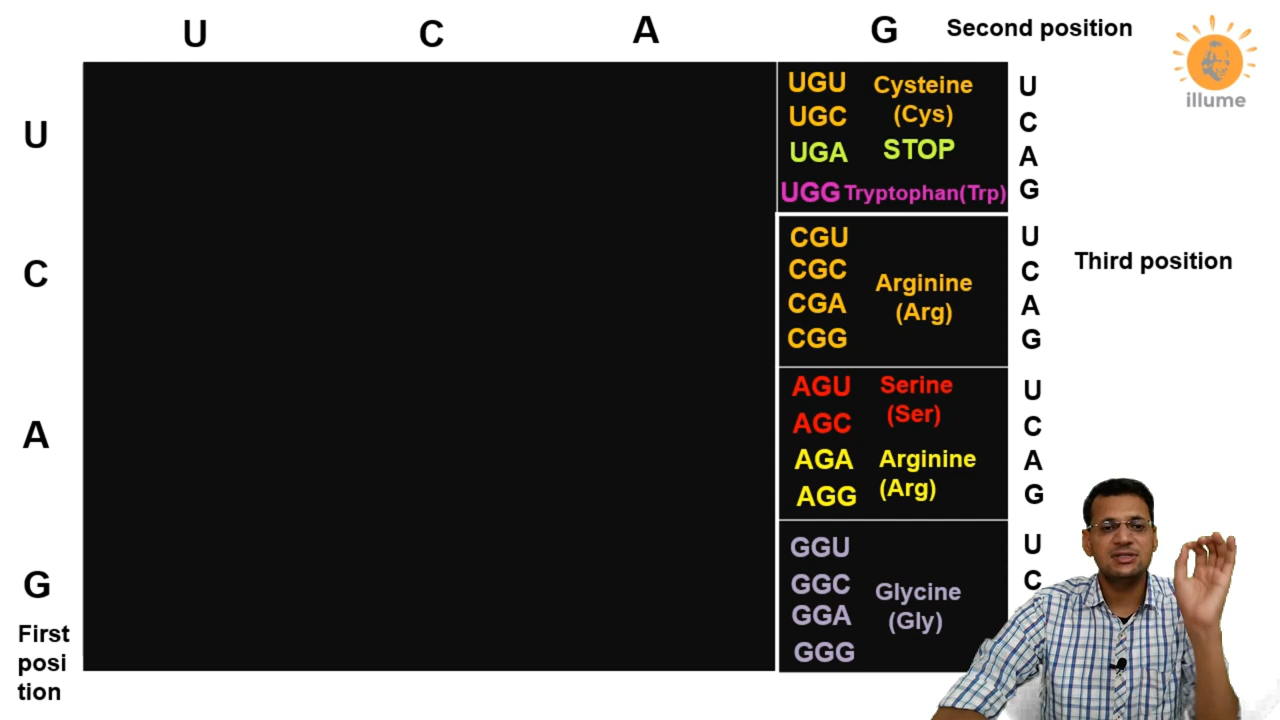 U C A G Second position
illume
U
C
A
G
First
posi
tion
UGU Cysteine
UGC (Cys)
UGA STOP
UGG Tryptophan(Trp)
CGU
CGC Arginine
CGA (Arg)
CGG
AGU Serine
AGC (Ser)
AGA Arginine
AGG (Arg)
GGU
GGC Glycine
GGA (Gly)
GGG
U
C
A
G
U
C
A
G
Third position
U
C
A
G
U
C